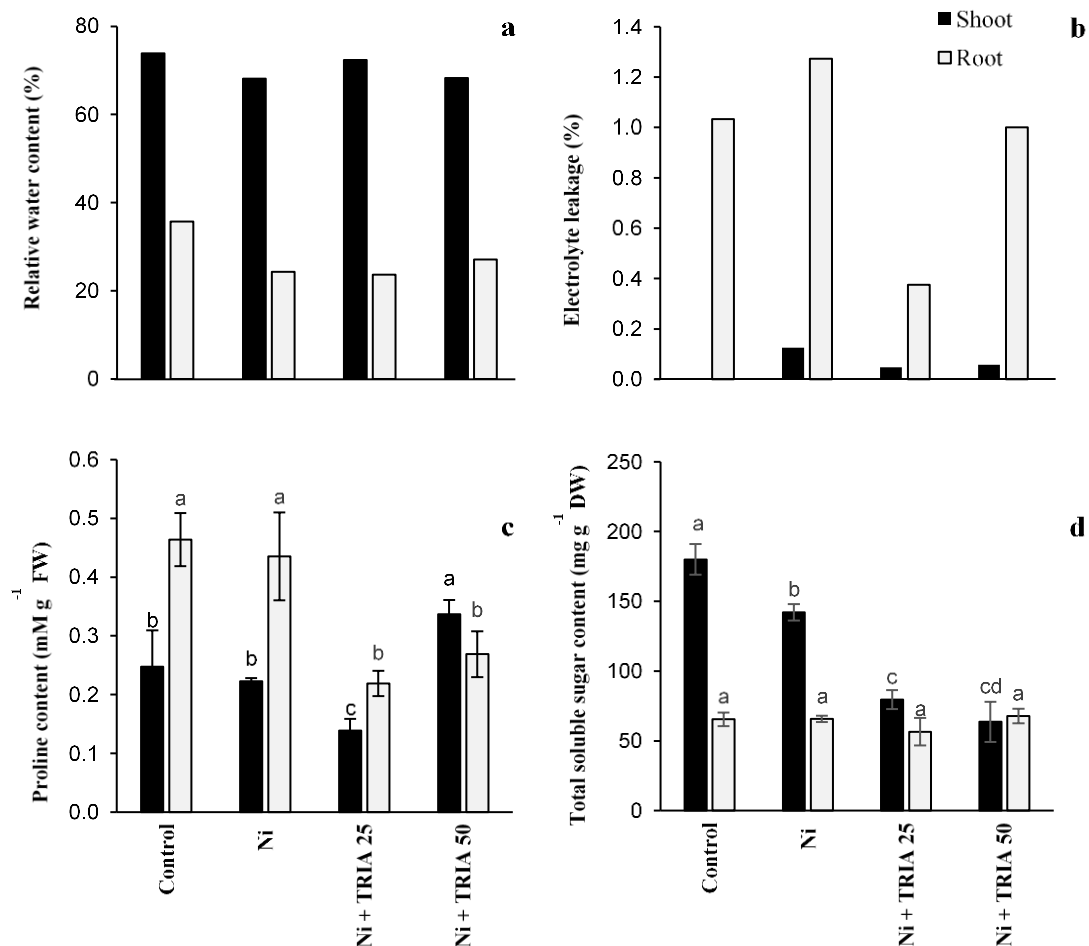 a
80
60
40
20
0
Relative water content (%)
b
Shoot
Root
1.4
1.2
1.0
0.8
0.6
0.4
0.2
0.0
Electrolyte leakage (%)
c
0.6
0.5
0.4
0.3
0.2
0.1
0.0
Proline content (mM g-1 FW)
b
a
b
a
c
b
a
b
Control
Ni
Ni + TRIA 25
Ni + TRIA 50
d
250
200
150
100
50
0
Total soluble sugar content (mg g-1 DW)
a
a
b
a
c
a
cd
a
Control
Ni
Ni + TRIA 25
Ni + TRIA 50